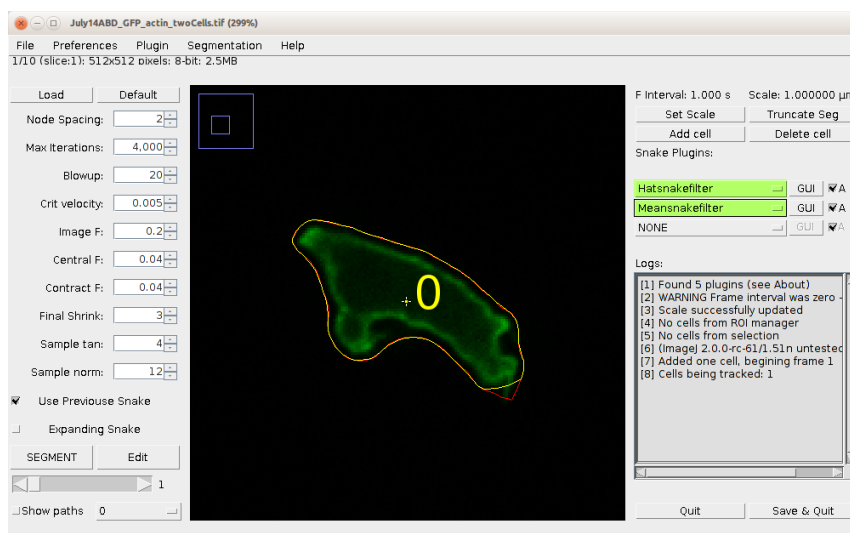 July14ABD_GFP_actin_twoCells.tif (299%)
File Preferences Plugin Segmentation Help
1/10 (slice:1): 512x512 pixels: 8-bit: 2.5MB
Load Default
Node Spacing: 2
Max Iterations: 4,000
Blowup: 20
Crit velocity: 0.005
Image F: 0.2
Central F: 0.04
Contract F: 0.04
Final Shrink: 3
Sample tan: 4
Sample norm: 12
Use Previouse Snake
Expanding Snake
SEGMENT Edit
1
Show paths 0
0
F Interval: 1.000 s Scale: 1.000000 µm
Set Scale Truncate Seg
Add cell Delete cell
Snake Plugins:
Hatsnakefilter GUI A
Meansnakefilter GUI A
NONE GUI A
Logs:
[1] Found 5 plugins (see About)
[2] WARNING Frame interval was zero -
[3] Scale successfully updated
[4] No cells from ROI manager
[5] No cells from selection
[6] (ImageJ 2.0.0-rc-61/1.51n untested
[7] Added one cell, begining frame 1
[8] Cells being tracked: 1
Quit Save & Quit